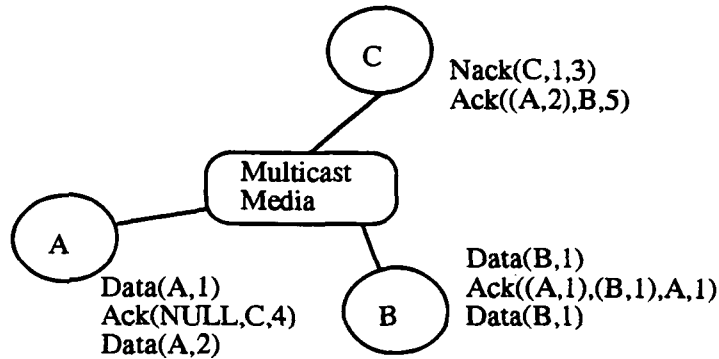 C
Nack(C,1,3)
Ack((A,2),B,5)
Multicast
Media
A
Data(A,1)
Ack(NULL,C,4)
Data(A,2)
B
Data(B,1)
Ack((A,1),(B,1),A,1)
Data(B,1)